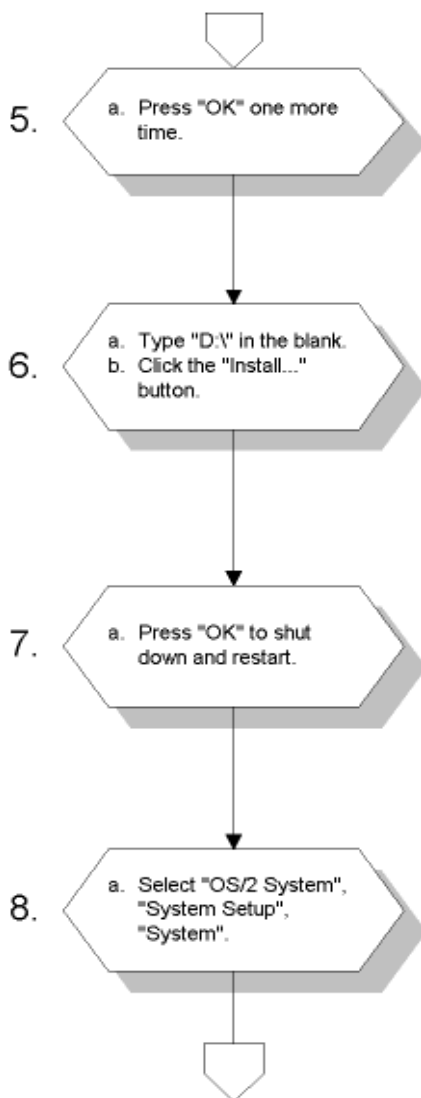 5.
a. Press "OK" one more
time.
6.
a. Type "D:\" in the blank.
b. Click the "Install..."
button.
7.
a. Press "OK" to shut
down and restart.
8.
a. Select "OS/2 System",
"System Setup",
"System".